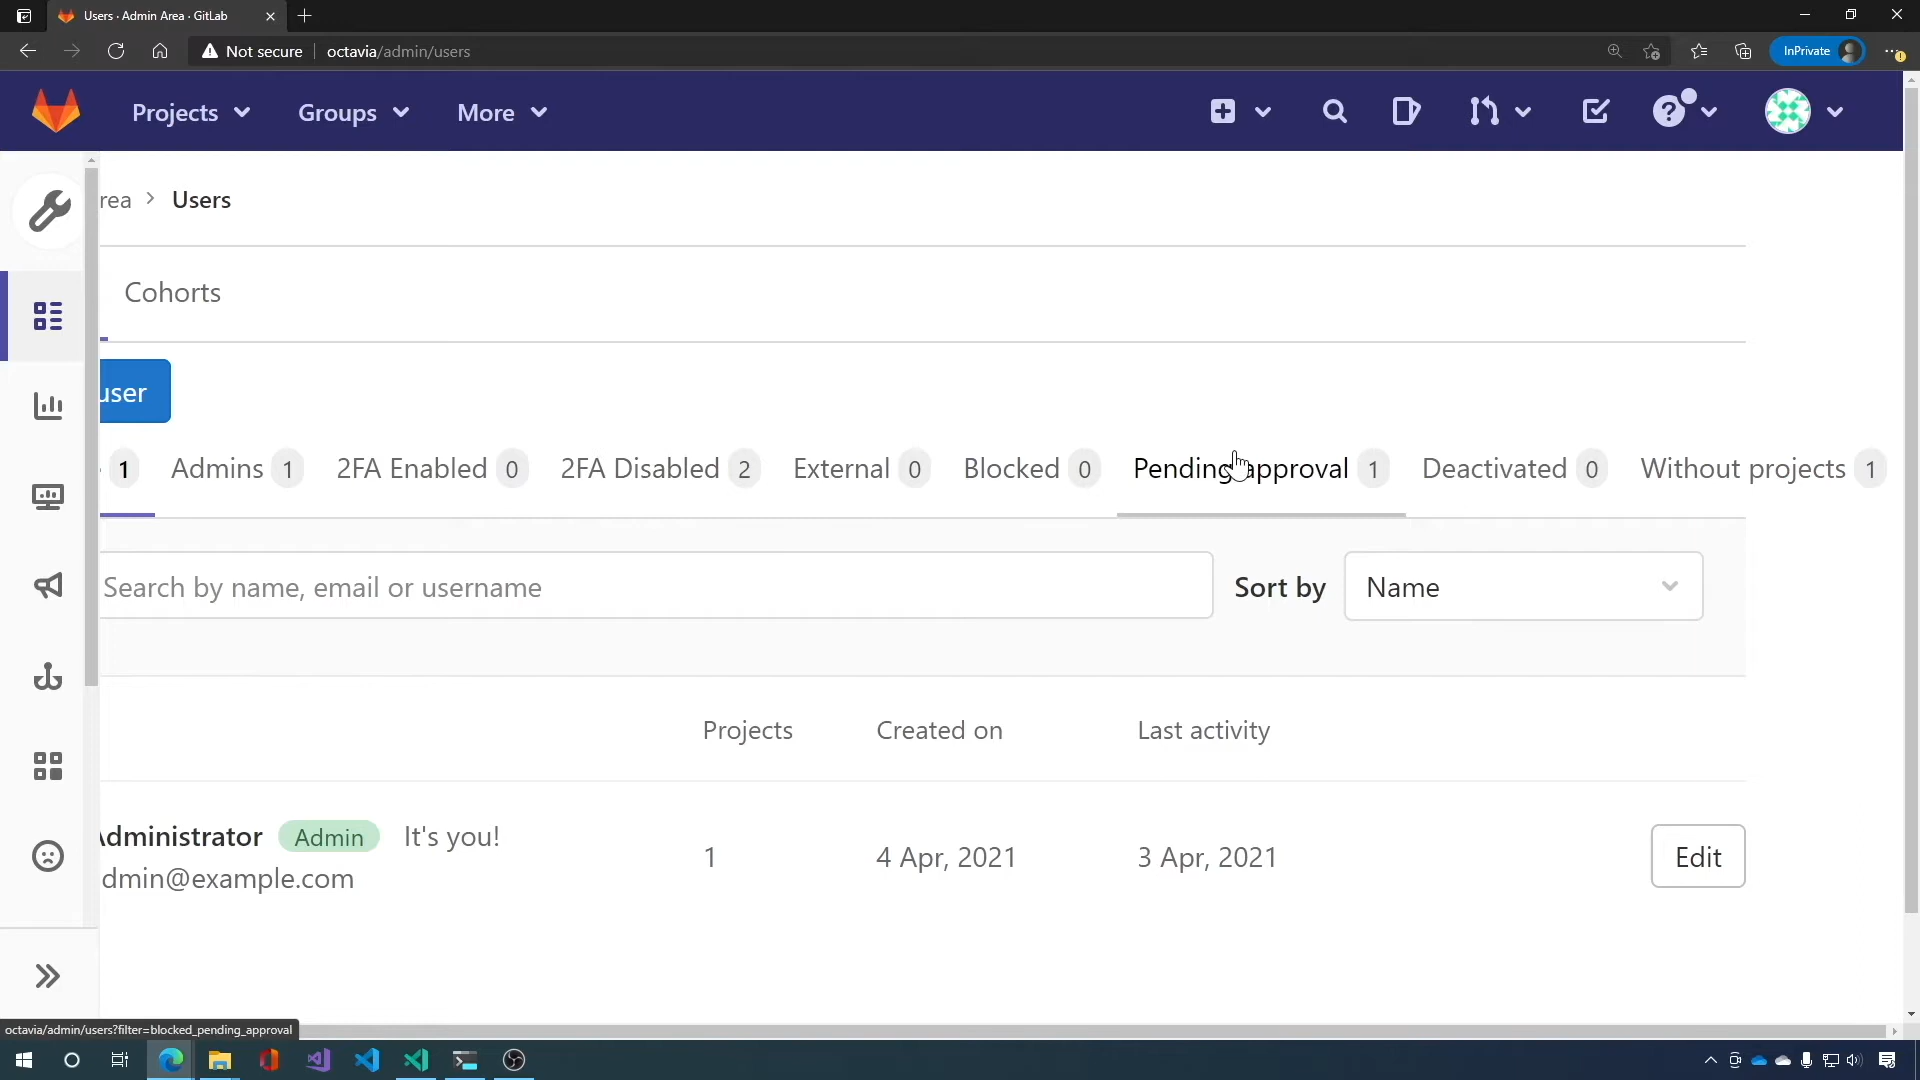 Users · Admin Area · GitLab
Not secure octavia/admin/users InPrivate
Projects Groups More
rea > Users
Cohorts
user
1 Admins 1 2FA Enabled 0 2FA Disabled 2 External 0 Blocked 0 Pending approval 1 Deactivated 0 Without projects 1
Search by name, email or username Sort by Name
Projects Created on Last activity
Administrator Admin It's you!
dmin@example.com 1 4 Apr, 2021 3 Apr, 2021 Edit
octavia/admin/users?filter=blocked_pending_approval